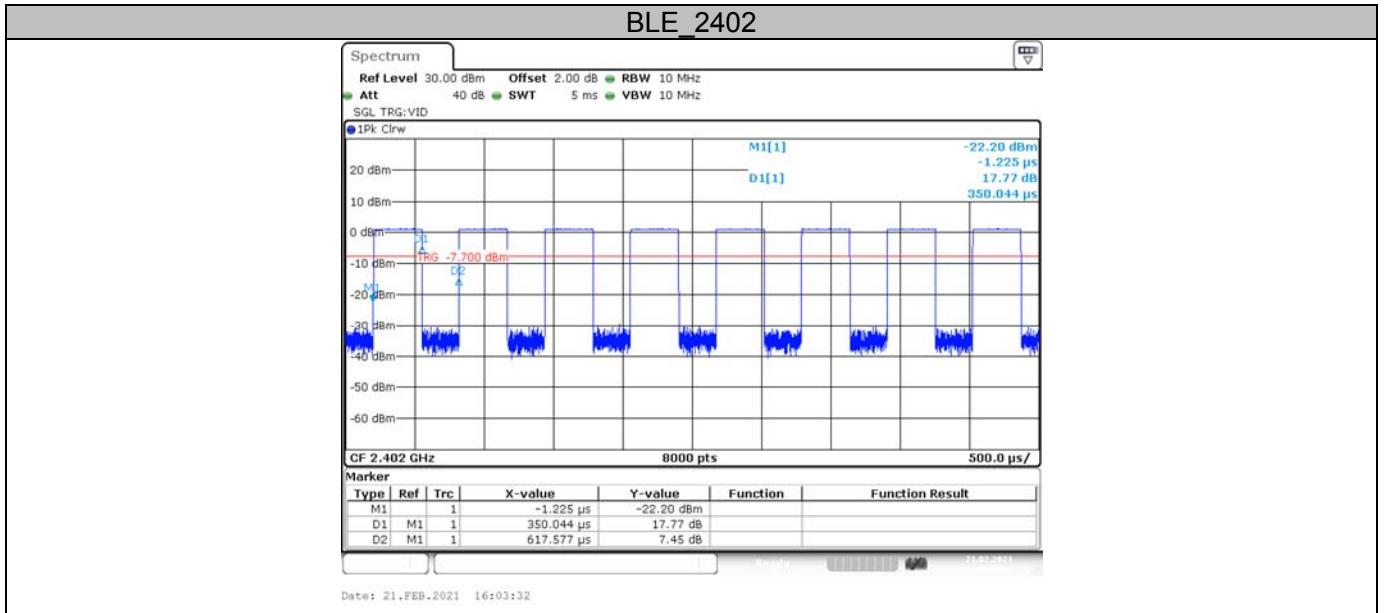 BLE_2402
Spectrum
Ref Level 30.00 dBm Offset 2.00 dB RBW 10 MHz
Att 40 dB SWT 5 ms VBW 10 MHz
SGL TRG:VID
1Pk Clrw
M1[1] -22.20 dBm
-1.225 µs
20 dBm
D1[1] 17.77 dB
350.044 µs
10 dBm
0 dBm
D1
TRG -7.700 dBm
-10 dBm
D2
M1
-20 dBm
-30 dBm
-40 dBm
-50 dBm
-60 dBm
CF 2.402 GHz 8000 pts 500.0 µs/
Marker
Type Ref Trc X-value Y-value Function Function Result
M1 1 -1.225 µs -22.20 dBm
D1 M1 1 350.044 µs 17.77 dB
D2 M1 1 617.577 µs 7.45 dB
Ready 21.02.2021
Date: 21.FEB.2021 16:03:32